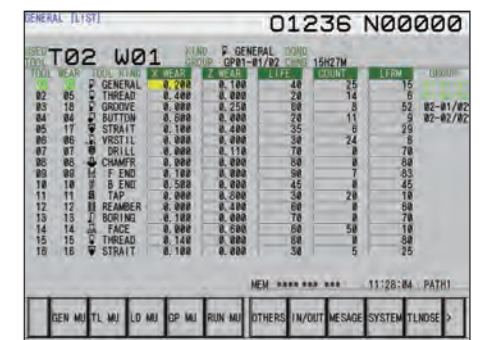 GENERAL [LIST] O1236 N00000
USED TOOL T02 W01 KIND GENERAL COND
GROUP GP01-01/02 CHNG 15H27M
TOOL WEAR TOOL KIND X WEAR Z WEAR LIFE COUNT LFRM GROUP
GENERAL 0.200 0.100 40 25 15
02 05 THREAD 0.400 0.000 20 14 6
03 18 GROOVE 0.000 0.250 60 8 52 02-01/02
04 04 BUTTON 0.600 0.000 20 11 9 02-02/02
05 17 STRAIT 0.100 0.400 35 6 29
06 06 VRSTIL 0.000 0.000 30 24 6
07 07 DRILL 0.000 0.110 70 0 70
08 08 CHAMFR 0.000 0.000 80 0 80
09 09 F END 0.100 0.000 90 7 83
10 10 B END 0.500 0.000 45 0 45
11 11 TAP 0.000 0.800 30 20 10
12 12 REAMBER 0.000 0.400 60 0 60
13 13 BORING 0.100 0.000 70 0 70
14 14 FACE 0.000 0.600 60 50 10
15 15 THREAD 0.140 0.000 80 0 80
16 16 STRAIT 0.100 0.000 30 5 25
MEM **** *** *** 11:28:04 PATH1
GEN MU TL MU LD MU GP MU RUN MU OTHERS IN/OUT MESAGE SYSTEM TLNOSE >